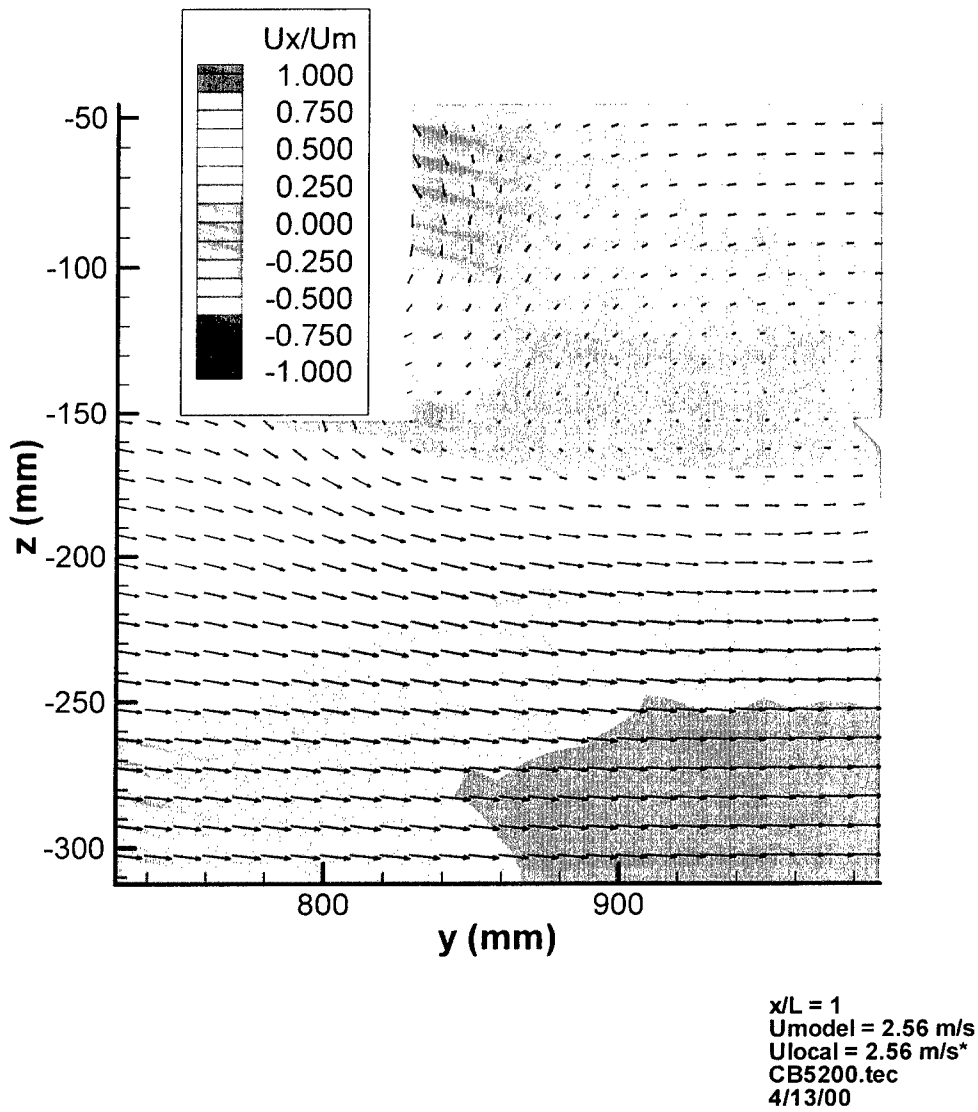 Ux/Um
1.000
0.750
0.500
0.250
0.000
-0.250
-0.500
-0.750
-1.000
-50
-100
-150
-200
-250
-300
z (mm)
800
900
y (mm)
x/L = 1
Umodel = 2.56 m/s
Ulocal = 2.56 m/s*
CB5200.tec
4/13/00